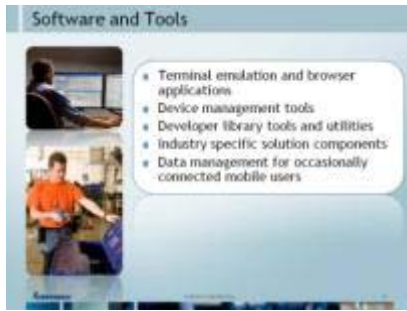 Software and Tools
Terminal emulation and browser
applications
Device management tools
Developer library tools and utilities
Industry specific solution components
Data management for occasionally
connected mobile users